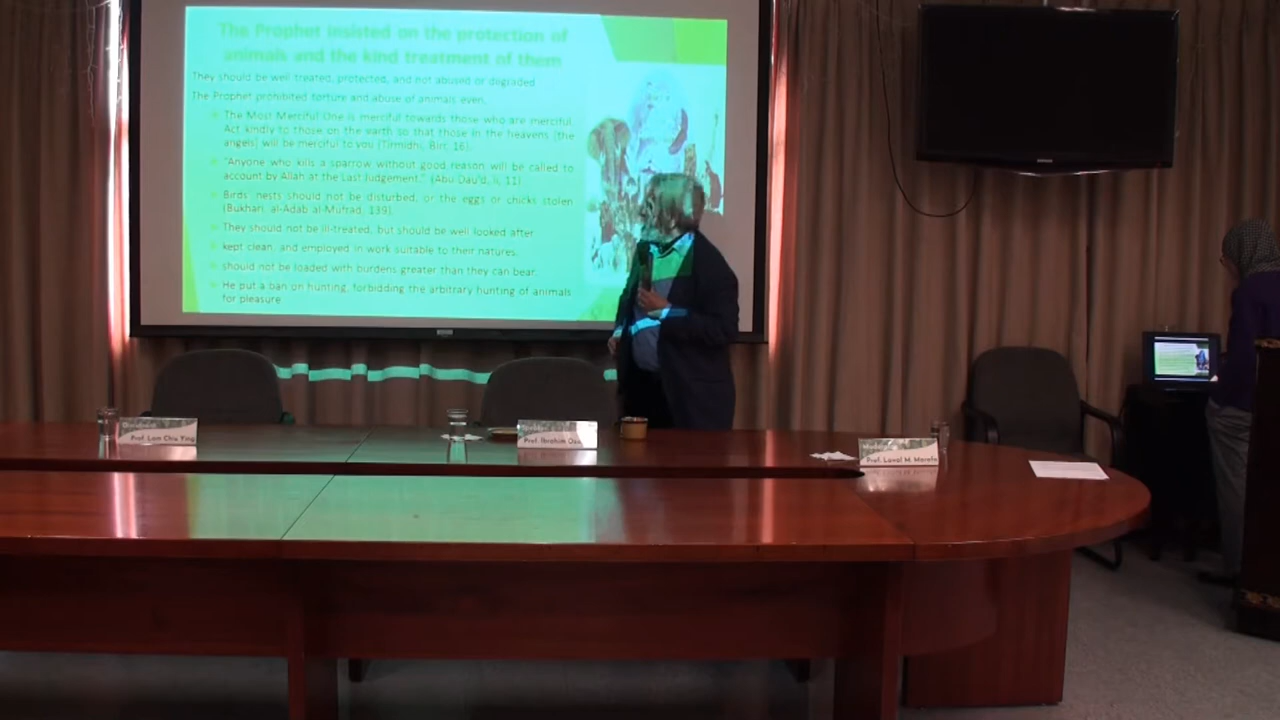 The Prophet insisted on the protection of
animals and the kind treatment of them
They should be well treated, protected, and not abused or degraded
The Prophet prohibited torture and abuse of animals even.
The Most Merciful One is merciful towards those who are merciful.
Act kindly to those on the earth so that those in the heavens [the
angels] will be merciful to you (Tirmidhi, Birr, 16).
"Anyone who kills a sparrow without good reason will be called to
account by Allah at the Last Judgement." (Abu Dau'd, ii, 11)
Birds' nests should not be disturbed, or the eggs or chicks stolen
(Bukhari, al-Adab al-Mufrad, 139)
They should not be ill-treated, but should be well looked after
kept clean, and employed in work suitable to their natures.
should not be loaded with burdens greater than they can bear.
He put a ban on hunting, forbidding the arbitrary hunting of animals
for pleasure
Prof. Lam Chiu Ying
Prof. Ibrahim
Prof.